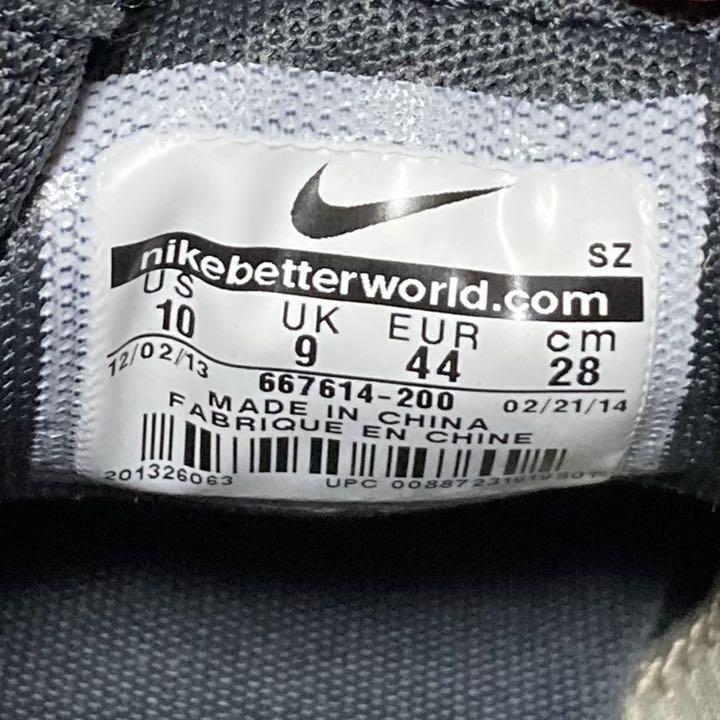 SZ
nikebetterworld.com
US UK EUR cm
10 9 44 28
12/02/13 667614-200 02/21/14
MADE IN CHINA
FABRIQUE EN CHINE
201326063 UPC